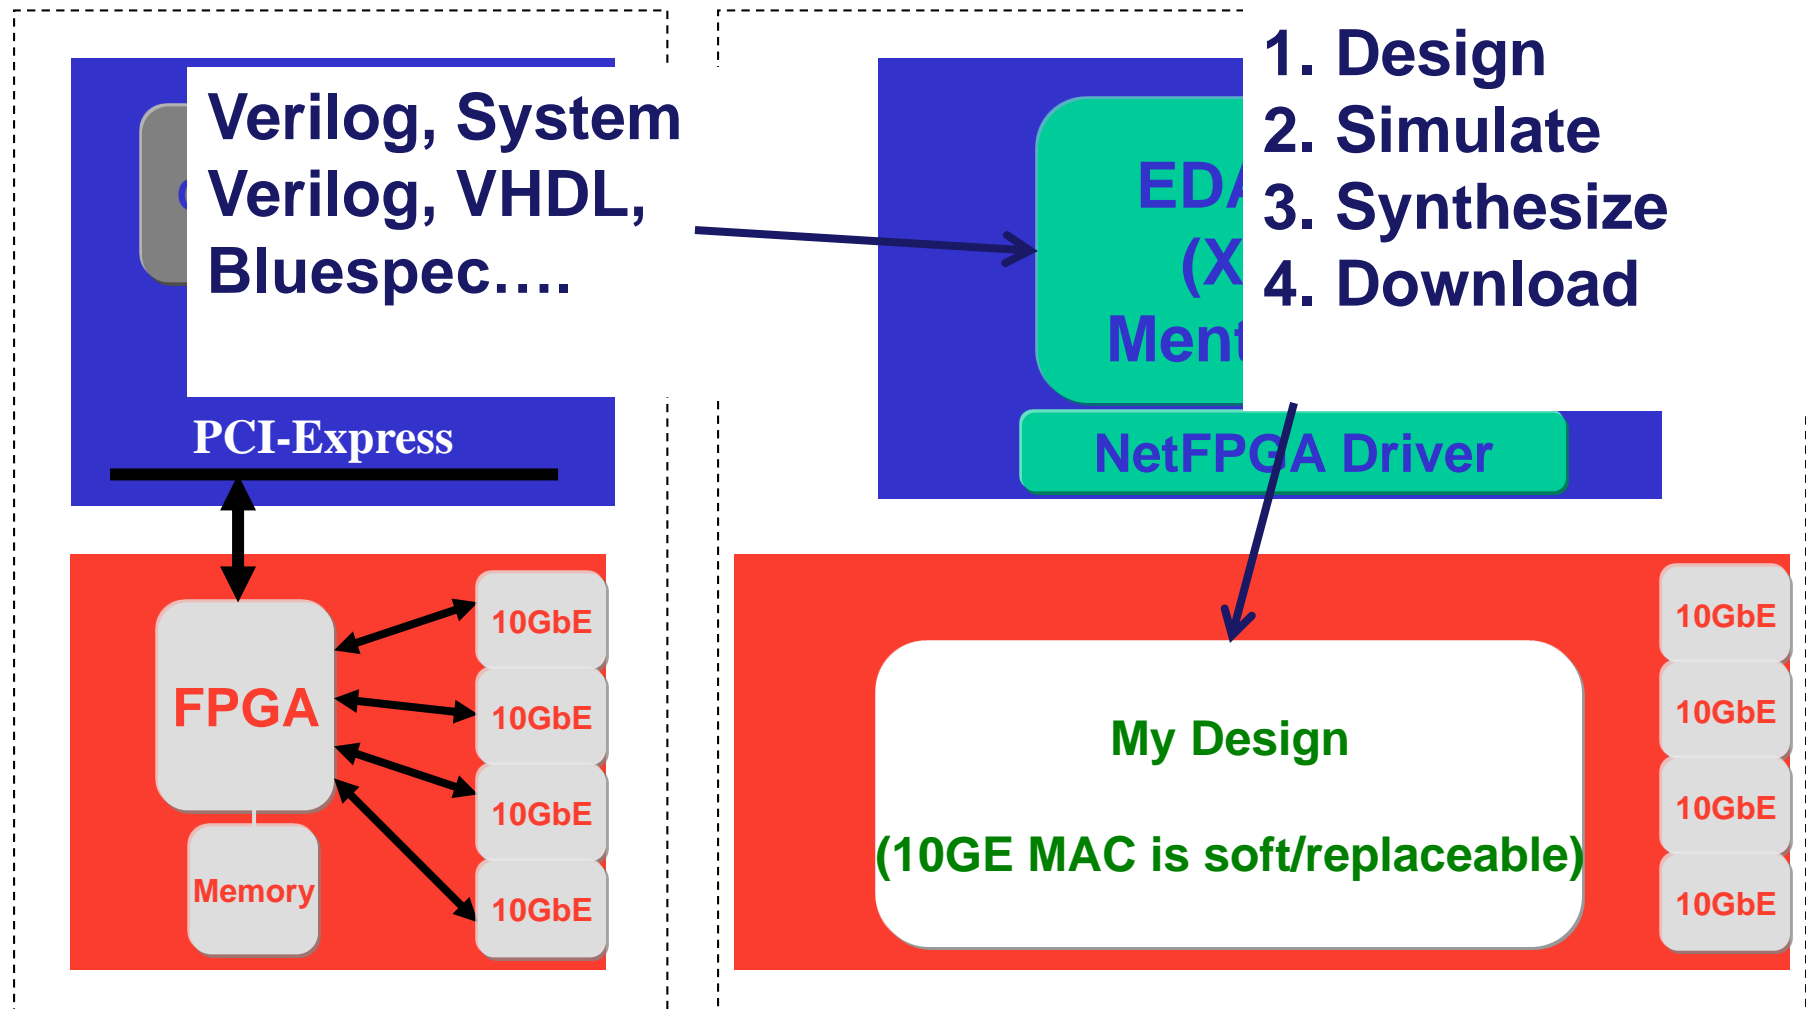 Verilog, System
Verilog, VHDL,
Bluespec….
PCI-Express
FPGA
Memory
10GbE
10GbE
10GbE
10GbE
1. Design
2. Simulate
3. Synthesize
4. Download
NetFPGA Driver
My Design
(10GE MAC is soft/replaceable)
10GbE
10GbE
10GbE
10GbE